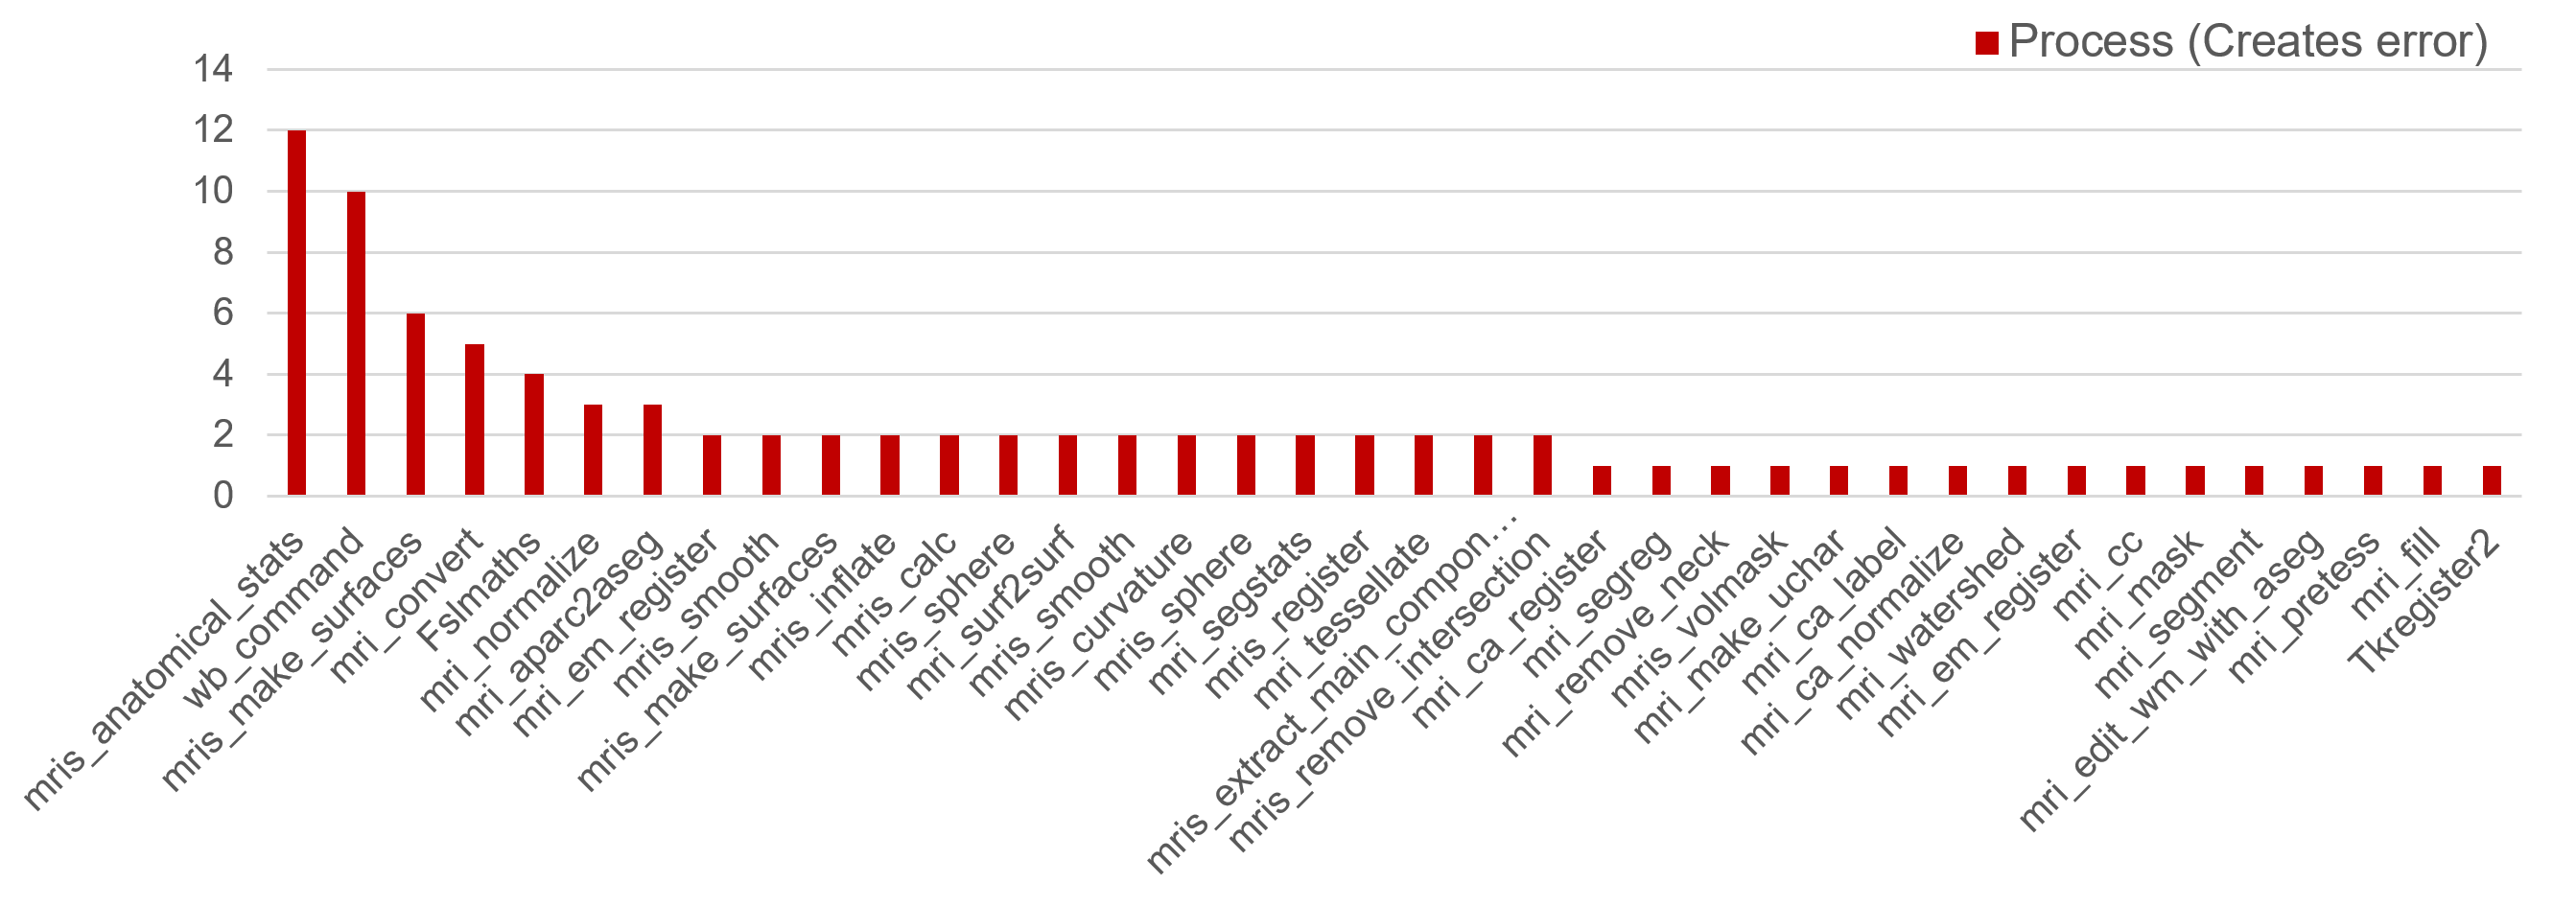 Process (Creates error)
14
12
10
8
6
4
2
0
mris_anatomical_stats
wb_command
mris_make_surfaces
mri_convert
Fslmaths
mri_normalize
mri_aparc2aseg
mri_em_register
mris_smooth
mris_make_surfaces
mris_inflate
mris_calc
mris_sphere
mri_surf2surf
mris_smooth
mris_curvature
mris_sphere
mri_segstats
mris_register
mri_tessellate
mris_extract_main_compon…
mris_remove_intersection
mri_ca_register
mri_segreg
mri_remove_neck
mris_volmask
mri_make_uchar
mri_ca_label
mri_ca_normalize
mri_watershed
mri_em_register
mri_cc
mri_mask
mri_segment
mri_edit_wm_with_aseg
mri_pretess
mri_fill
Tkregister2